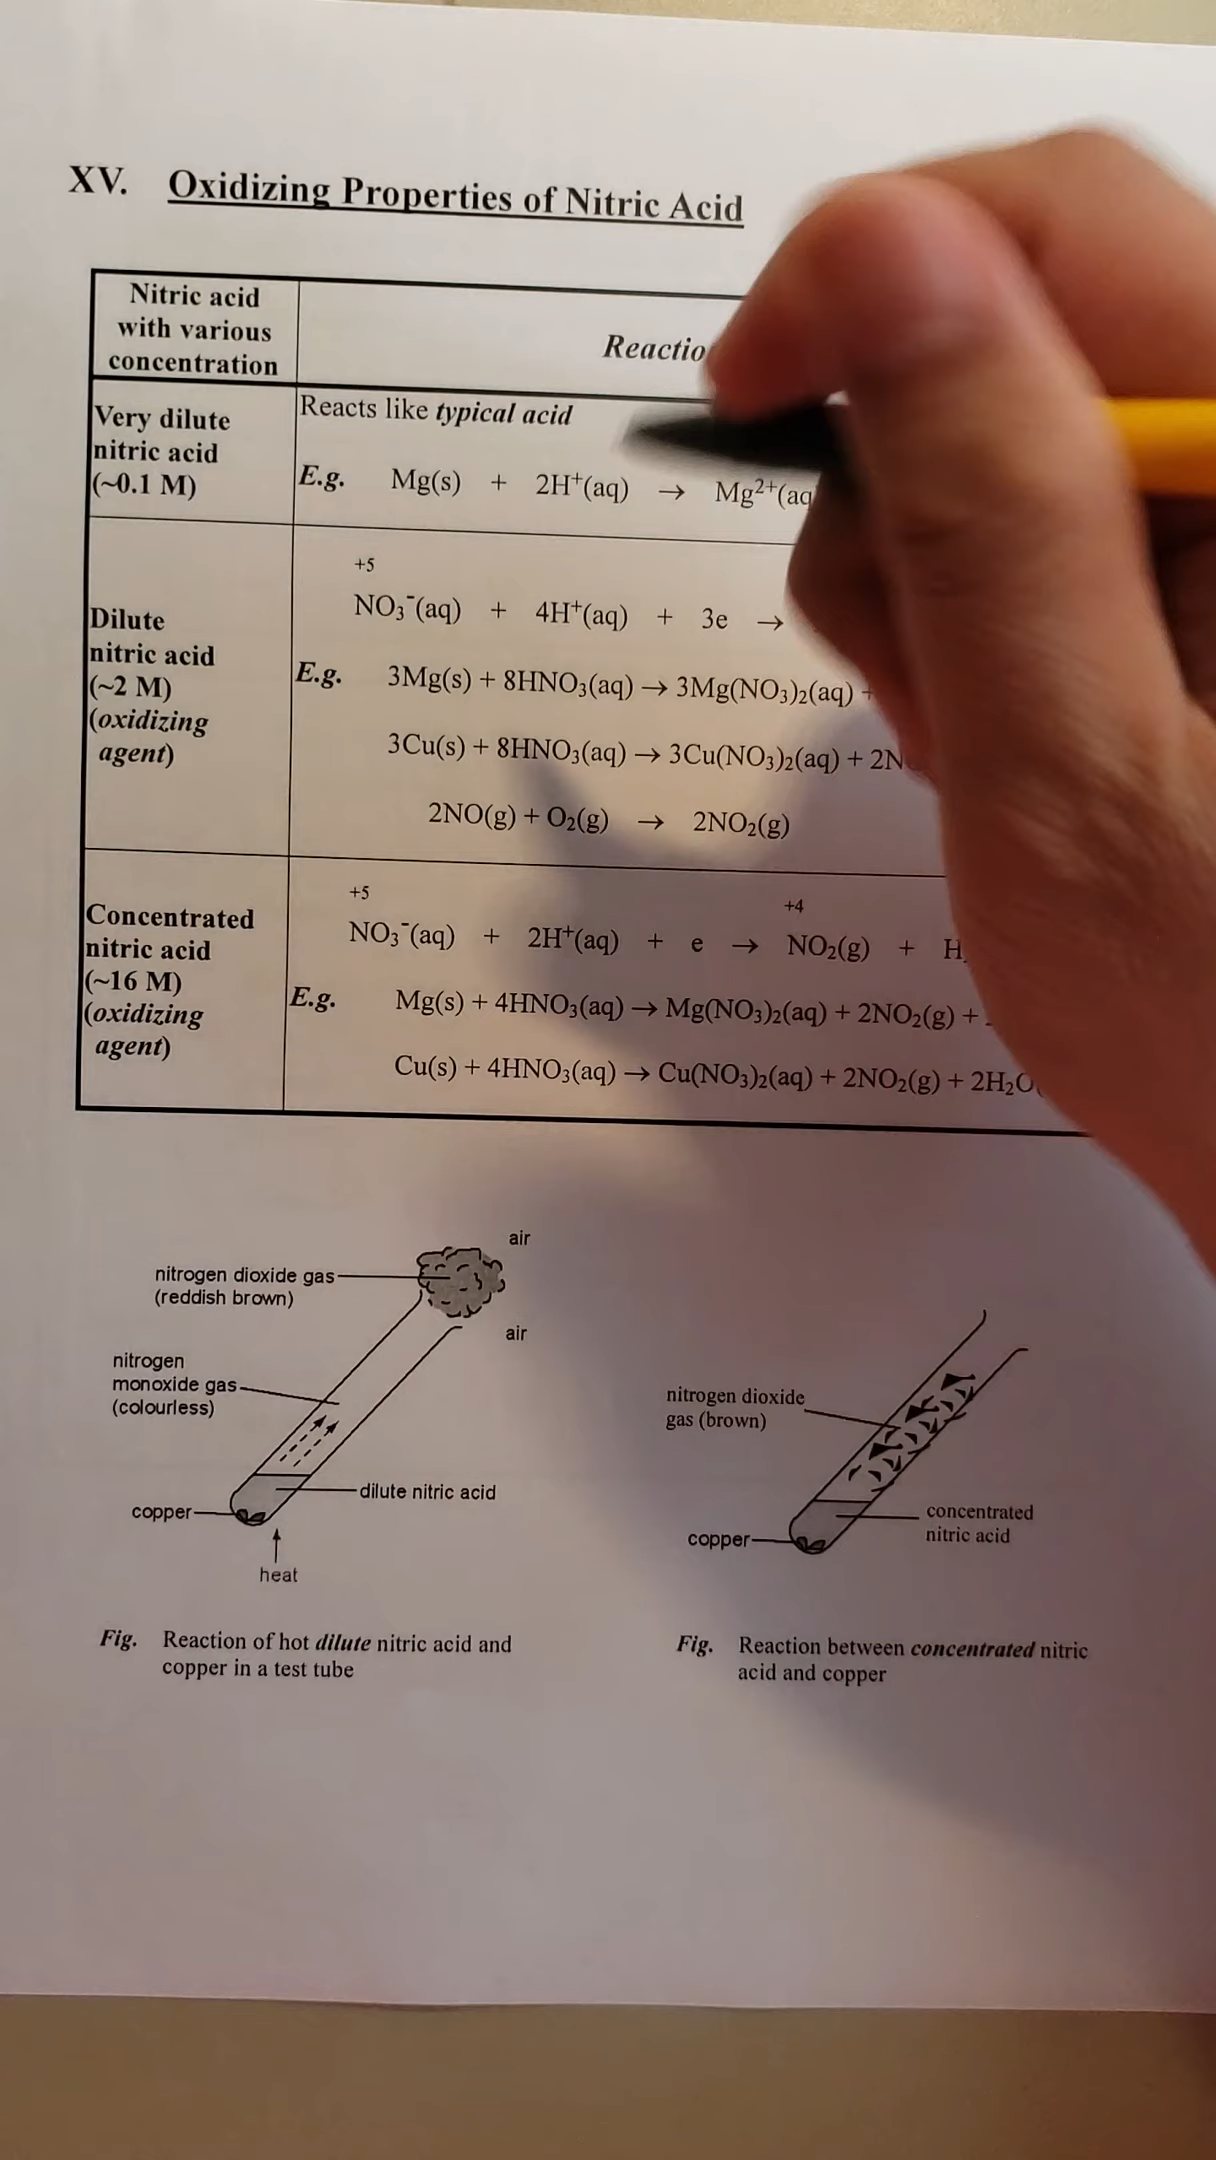 XV. Oxidizing Properties of Nitric Acid
Nitric acid
with various
concentration
Very dilute
nitric acid
(~0.1 M)
Reacts like typical acid
E.g. Mg(s) + 2H⁺(aq) → Mg²⁺(aq
Dilute
nitric acid
(~2 M)
(oxidizing
agent)
+5
NO₃⁻(aq) + 4H⁺(aq) + 3e →
E.g. 3Mg(s) + 8HNO₃(aq) → 3Mg(NO₃)₂(aq) +
3Cu(s) + 8HNO₃(aq) → 3Cu(NO₃)₂(aq) + 2N
2NO(g) + O₂(g) → 2NO₂(g)
Concentrated
nitric acid
(~16 M)
(oxidizing
agent)
+5 +4
NO₃⁻(aq) + 2H⁺(aq) + e → NO₂(g) + H
E.g. Mg(s) + 4HNO₃(aq) → Mg(NO₃)₂(aq) + 2NO₂(g) +
Cu(s) + 4HNO₃(aq) → Cu(NO₃)₂(aq) + 2NO₂(g) + 2H₂O(
air
nitrogen dioxide gas
(reddish brown)
air
nitrogen
monoxide gas
(colourless)
dilute nitric acid
copper
heat
Fig. Reaction of hot dilute nitric acid and
copper in a test tube
nitrogen dioxide
gas (brown)
concentrated
nitric acid
copper
Fig. Reaction between concentrated nitric
acid and copper